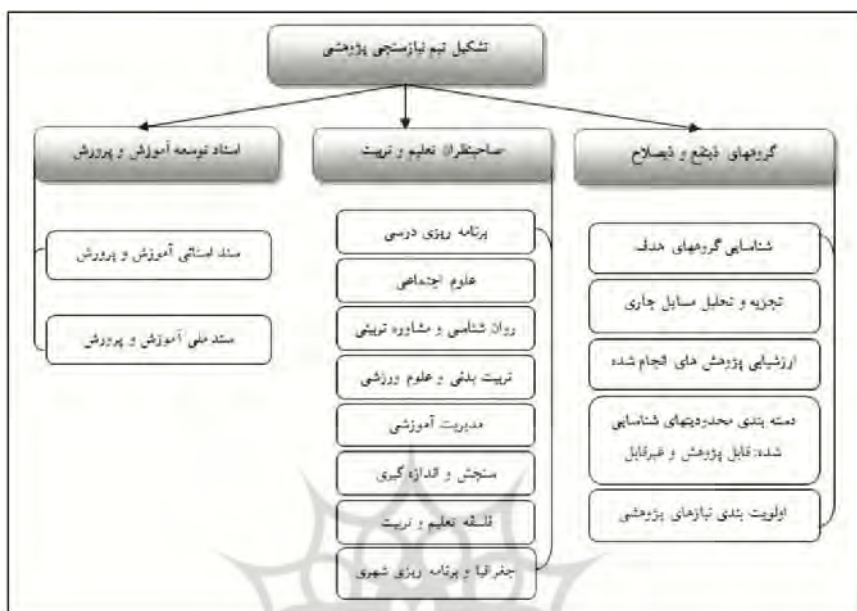 تشکیل تیم نیازسنجی پژوهشی
گروههای ذینفع و ذیصلاح
شناسایی گروههای هدف
تجزیه و تحلیل مسایل جاری
ارزشیابی پژوهش های انجام شده
دسته بندی محدودیتهای شناسایی
شده: قابل پژوهش و غیرقابل
اولویت بندی نیازهای پژوهشی
صاحبنظران تعلیم و تربیت
برنامه ریزی درسی
علوم اجتماعی
روان شناسی و مشاوره تربیتی
تربیت بدنی و علوم ورزشی
مدیریت آموزشی
سنجش و اندازه گیری
فلسفه تعلیم و تربیت
جغرافیا و برنامه ریزی شهری
اسناد توسعه آموزش و پرورش
سند استانی آموزش و پرورش
سند ملی آموزش و پرورش